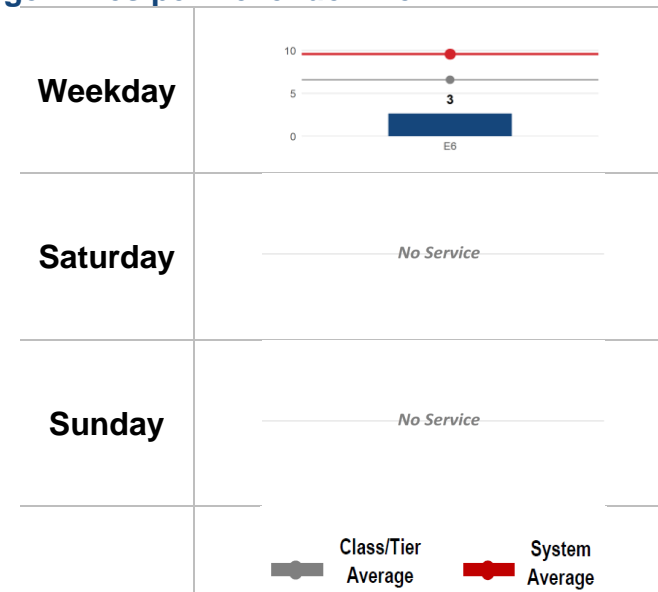 Weekday
10
5
3
0
E6
Saturday
No Service
Sunday
No Service
Class/Tier
Average
System
Average